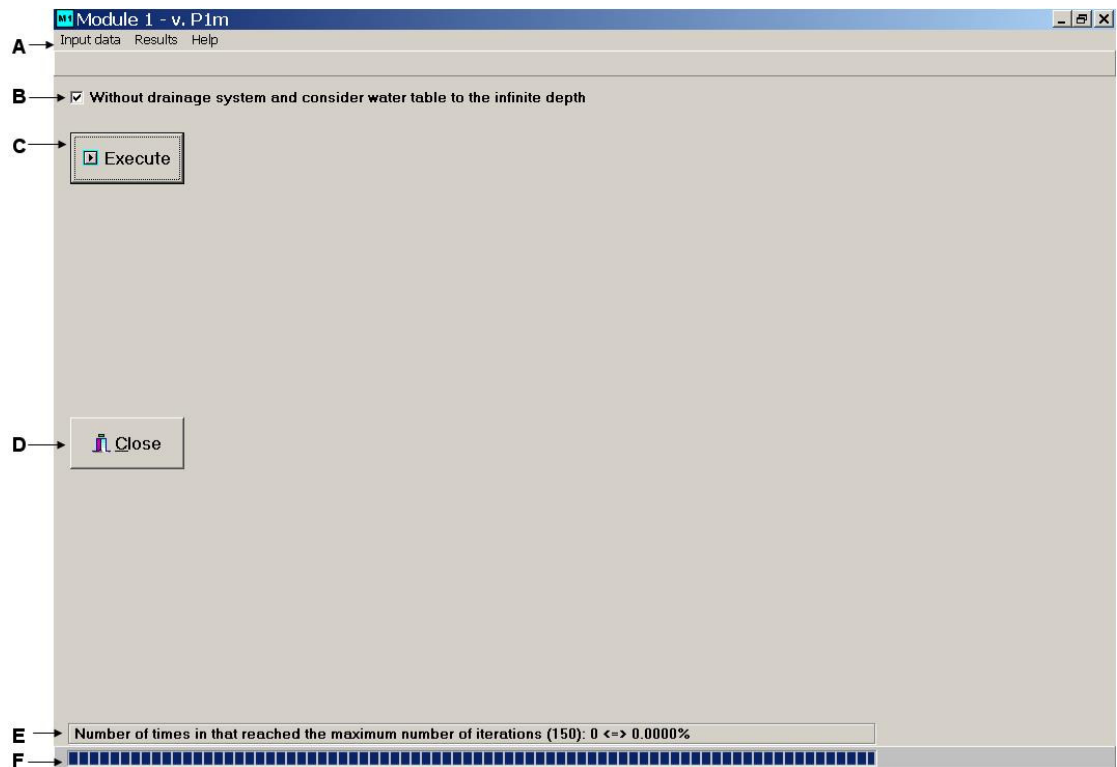 M1 Module 1 - v. P1m
A Input data Results Help
B Without drainage system and consider water table to the infinite depth
C Execute
D Close
E Number of times in that reached the maximum number of iterations (150): 0 <=> 0.0000%
F